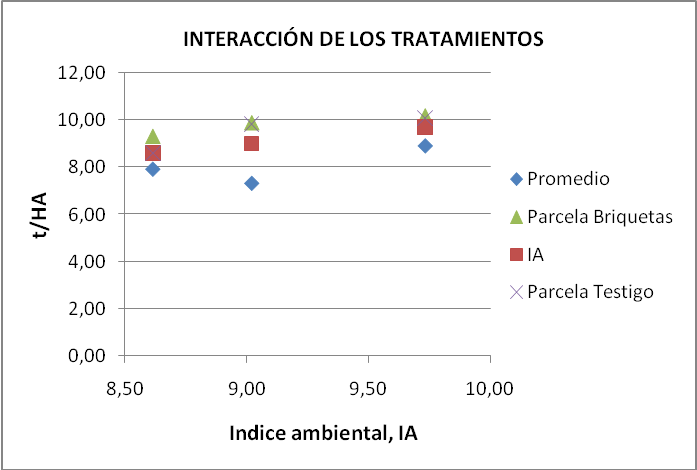 INTERACCIÓN DE LOS TRATAMIENTOS
12,00
10,00
8,00
6,00
4,00
2,00
0,00
t/HA
8,50 9,00 9,50 10,00
Indice ambiental, IA
Promedio
Parcela Briquetas
IA
Parcela Testigo